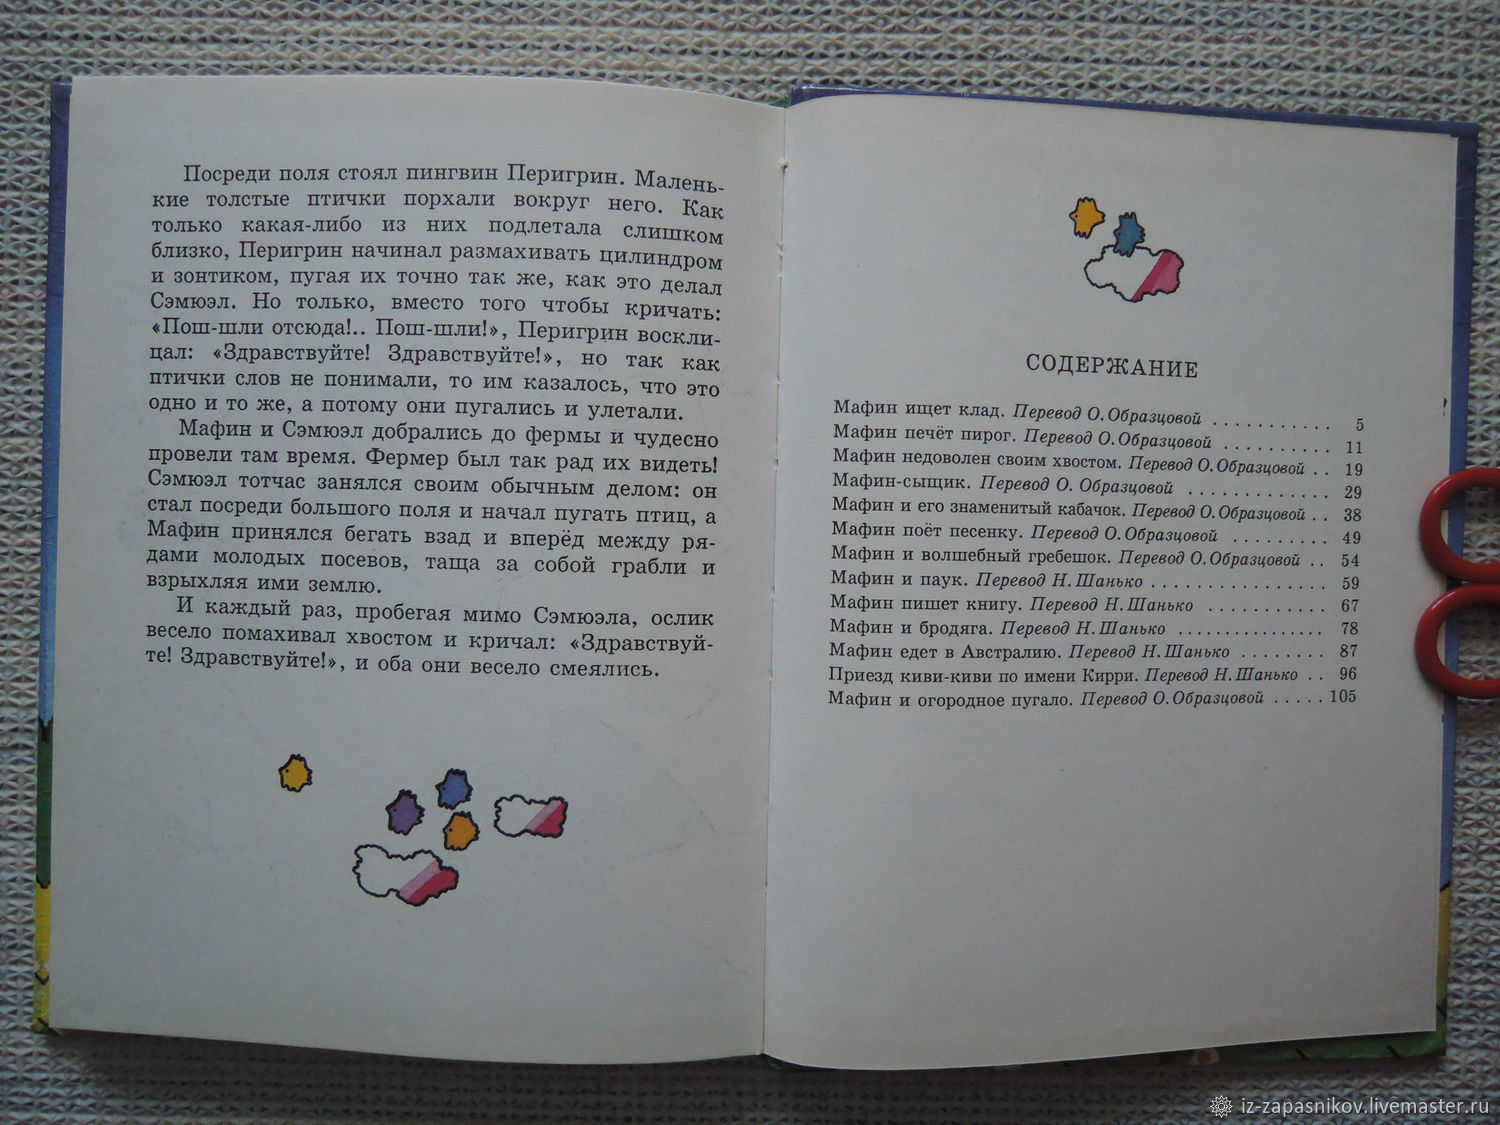 Посреди поля стоял пингвин Перигрин. Малень-
кие толстые птички порхали вокруг него. Как
только какая-либо из них подлетала слишком
близко, Перигрин начинал размахивать цилиндром
и зонтиком, пугая их точно так же, как это делал
Сэмюэл. Но только, вместо того чтобы кричать:
«Пош-шли отсюда!.. Пош-шли!», Перигрин воскли-
цал: «Здравствуйте! Здравствуйте!», но так как
птички слов не понимали, то им казалось, что это
одно и то же, а потому они пугались и улетали.
Мафин и Сэмюэл добрались до фермы и чудесно
провели там время. Фермер был так рад их видеть!
Сэмюэл тотчас занялся своим обычным делом: он
стал посреди большого поля и начал пугать птиц, а
Мафин принялся бегать взад и вперёд между ря-
дами молодых посевов, таща за собой грабли и
взрыхляя ими землю.
И каждый раз, пробегая мимо Сэмюэла, ослик
весело помахивал хвостом и кричал: «Здравствуй-
те! Здравствуйте!», и оба они весело смеялись.
СОДЕРЖАНИЕ
Мафин ищет клад. Перевод О. Образцовой . . . . . . . . . . . 5
Мафин печёт пирог. Перевод О. Образцовой . . . . . . . . . . 11
Мафин недоволен своим хвостом. Перевод О. Образцовой . . 19
Мафин-сыщик. Перевод О. Образцовой . . . . . . . . . . . . . 29
Мафин и его знаменитый кабачок. Перевод О. Образцовой . . 38
Мафин поёт песенку. Перевод О. Образцовой . . . . . . . . . 49
Мафин и волшебный гребешок. Перевод О. Образцовой . . 54
Мафин и паук. Перевод Н. Шанько . . . . . . . . . . . . . . . 59
Мафин пишет книгу. Перевод Н. Шанько . . . . . . . . . . . 67
Мафин и бродяга. Перевод Н. Шанько . . . . . . . . . . . . . . 78
Мафин едет в Австралию. Перевод Н. Шанько . . . . . . . . 87
Приезд киви-киви по имени Кирри. Перевод Н. Шанько . . 96
Мафин и огородное пугало. Перевод О. Образцовой . . . . . 105
iz-zapasnikov.livemaster.ru